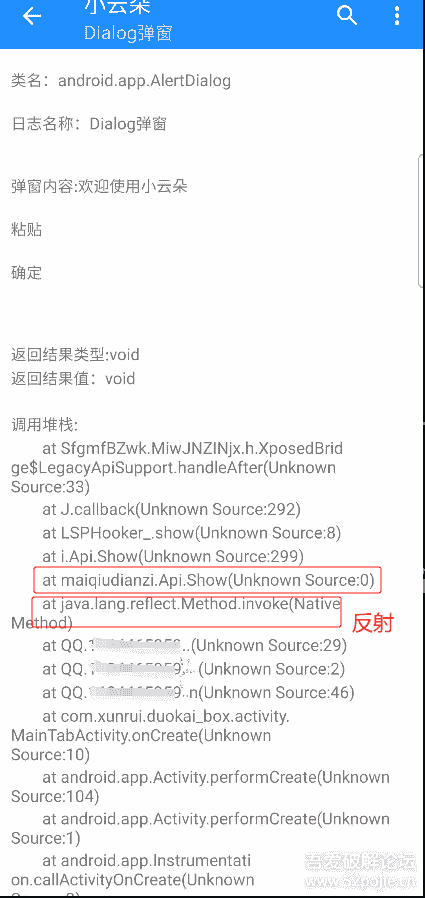 小云朵
Dialog弹窗
类名：android.app.AlertDialog
日志名称：Dialog弹窗
弹窗内容:欢迎使用小云朵
粘贴
确定
返回结果类型:void
返回结果值：void
调用堆栈:
at SfgmfBZwk.MiwJNZINjx.h.XposedBrid
ge$LegacyApiSupport.handleAfter(Unknown
Source:33)
at J.callback(Unknown Source:292)
at LSPHooker_.show(Unknown Source:8)
at i.Api.Show(Unknown Source:299)
at maiqiudianzi.Api.Show(Unknown Source:0)
at java.lang.reflect.Method.invoke(Native
Method)
反射
at QQ. (Unknown Source:29)
at QQ. (Unknown Source:2)
at QQ. n(Unknown Source:46)
at com.xunrui.duokai_box.activity.
MainTabActivity.onCreate(Unknown
Source:10)
at android.app.Activity.performCreate(Unknown
Source:104)
at android.app.Activity.performCreate(Unknown
Source:1)
at android.app.Instrumentati
on.callActivityOnCreate(Unknown
吾爱破解论坛
www.52pojie.cn